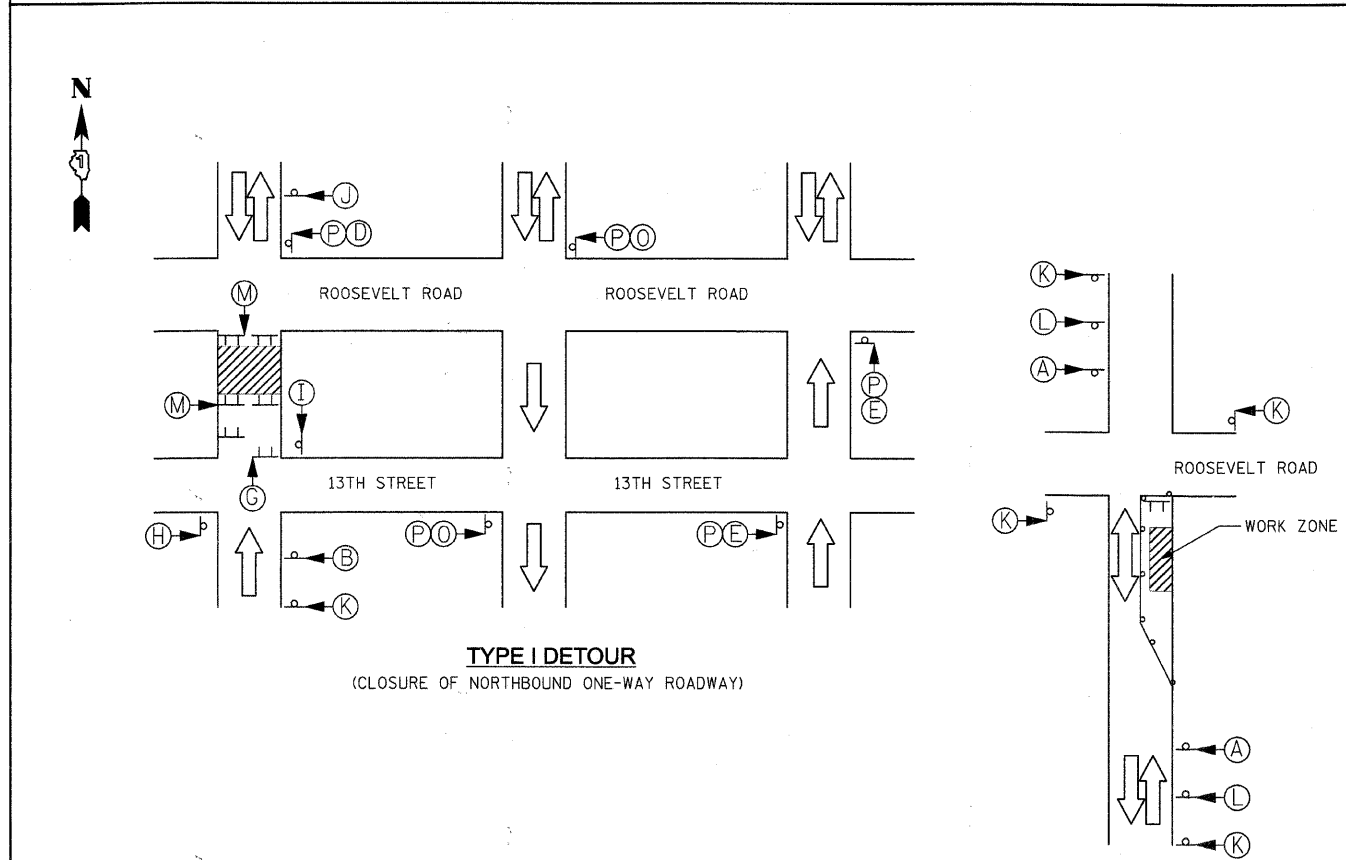 N
1
J
P D
P O
ROOSEVELT ROAD
ROOSEVELT ROAD
M
I
M
P
E
G
13TH STREET
13TH STREET
H
P O
P E
B
K
TYPE I DETOUR
(CLOSURE OF NORTHBOUND ONE-WAY ROADWAY)
K
L
A
K
ROOSEVELT ROAD
K
WORK ZONE
A
L
K